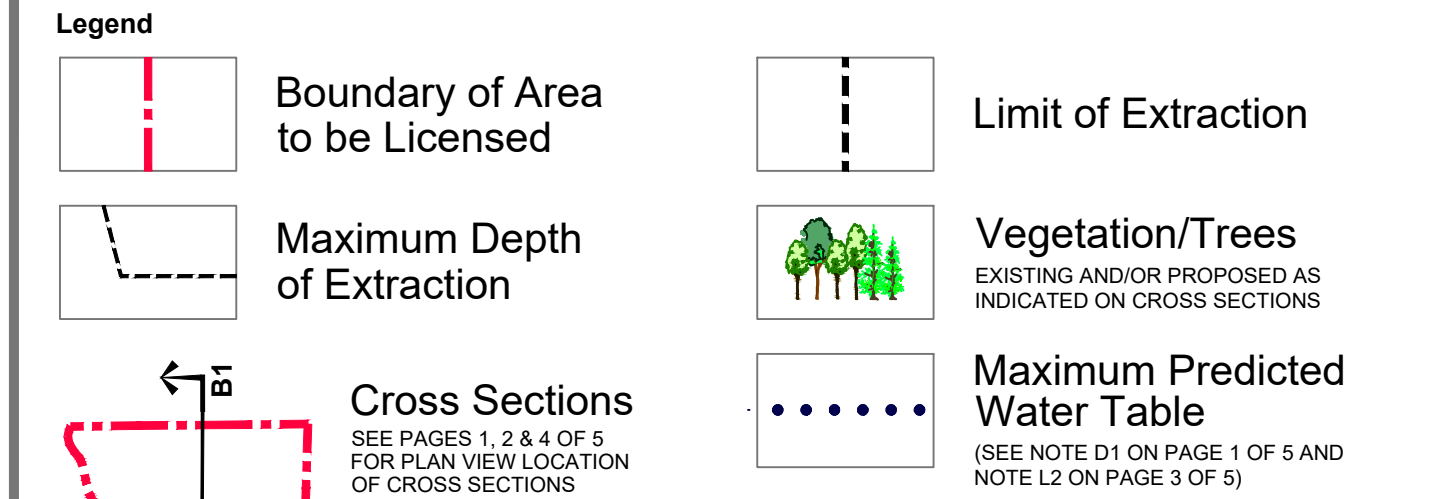 Legend
Boundary of Area
to be Licensed
Limit of Extraction
Maximum Depth
of Extraction
Vegetation/Trees
EXISTING AND/OR PROPOSED AS
INDICATED ON CROSS SECTIONS
B1
Cross Sections
SEE PAGES 1, 2 & 4 OF 5
FOR PLAN VIEW LOCATION
OF CROSS SECTIONS
Maximum Predicted
Water Table
(SEE NOTE D1 ON PAGE 1 OF 5 AND
NOTE L2 ON PAGE 3 OF 5)